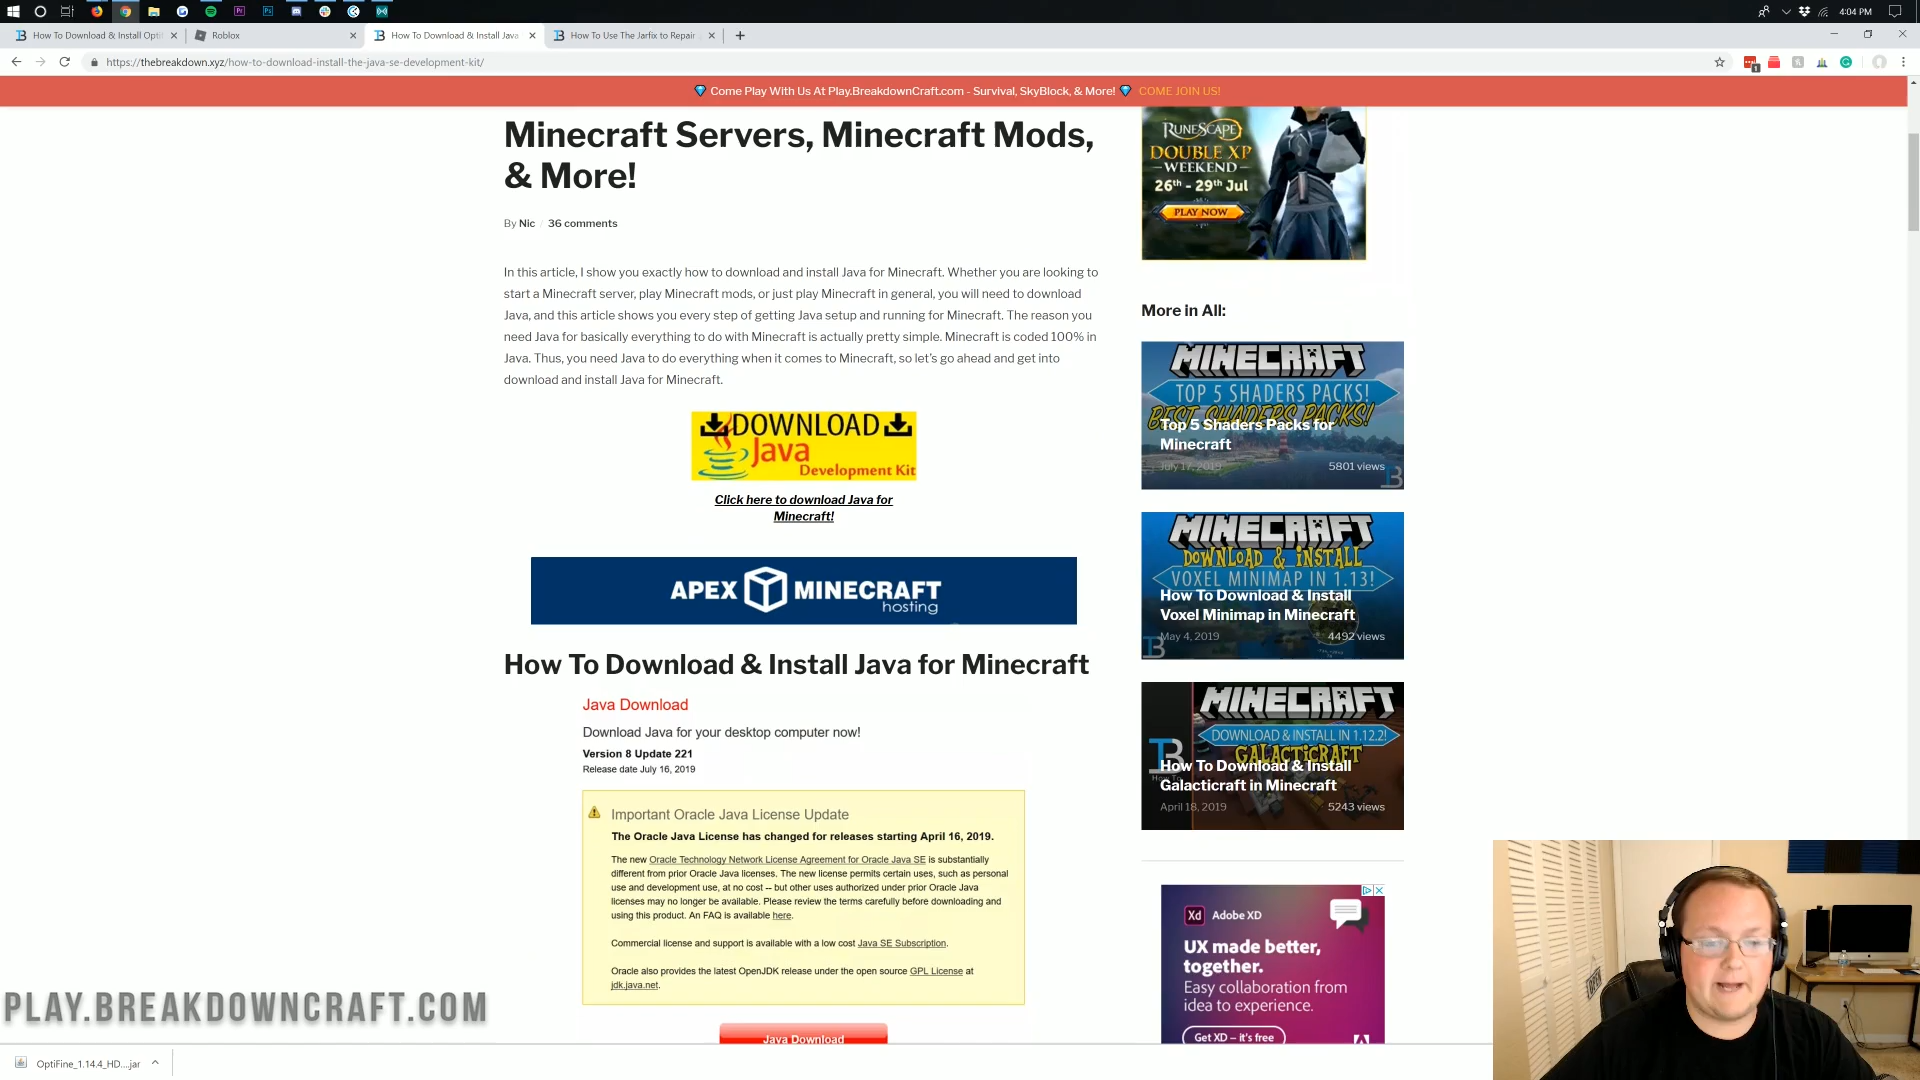 4:04 PM
How To Download & Install Opti
Roblox
How To Download & Install Java
How To Use The Jarfix to Repair
https://thebreakdown.xyz/how-to-download-install-the-java-se-development-kit/
Come Play With Us At Play.BreakdownCraft.com - Survival, SkyBlock, & More! COME JOIN US!
Minecraft Servers, Minecraft Mods,
& More!
By Nic / 36 comments
In this article, I show you exactly how to download and install Java for Minecraft. Whether you are looking to
start a Minecraft server, play Minecraft mods, or just play Minecraft in general, you will need to download
Java, and this article shows you every step of getting Java setup and running for Minecraft. The reason you
need Java for basically everything to do with Minecraft is actually pretty simple. Minecraft is coded 100% in
Java. Thus, you need Java to do everything when it comes to Minecraft, so let's go ahead and get into
download and install Java for Minecraft.
DOWNLOAD
Java
Development Kit
Click here to download Java for
Minecraft!
APEX MINECRAFT
hosting
How To Download & Install Java for Minecraft
Java Download
Download Java for your desktop computer now!
Version 8 Update 221
Release date July 16, 2019
Important Oracle Java License Update
The Oracle Java License has changed for releases starting April 16, 2019.
The new Oracle Technology Network License Agreement for Oracle Java SE is substantially
different from prior Oracle Java licenses. The new license permits certain uses, such as personal
use and development use, at no cost -- but other uses authorized under prior Oracle Java
licenses may no longer be available. Please review the terms carefully before downloading and
using this product. An FAQ is available here.
Commercial license and support is available with a low cost Java SE Subscription.
Oracle also provides the latest OpenJDK release under the open source GPL License at
jdk.java.net.
Java Download
RUNESCAPE
DOUBLE XP
WEEKEND
26th - 29th Jul
PLAY NOW
More in All:
MINECRAFT
TOP 5 SHADERS PACKS!
BEST SHADERS PACKS!
Top 5 Shaders Packs for
Minecraft
July 17, 2019
5801 views
MINECRAFT
DOWNLOAD & INSTALL
VOXEL MINIMAP IN 1.13!
How To Download & Install
Voxel Minimap in Minecraft
May 4, 2019
4492 views
MINECRAFT
DOWNLOAD & INSTALL IN 1.12.2!
GALACTICRAFT
How To Download & Install
Galacticraft in Minecraft
April 18, 2019
5243 views
Xd Adobe XD
UX made better,
together.
Easy collaboration from
idea to experience.
Get XD – it's free
PLAY.BREAKDOWNCRAFT.COM
OptiFine_1.14.4_HD....jar